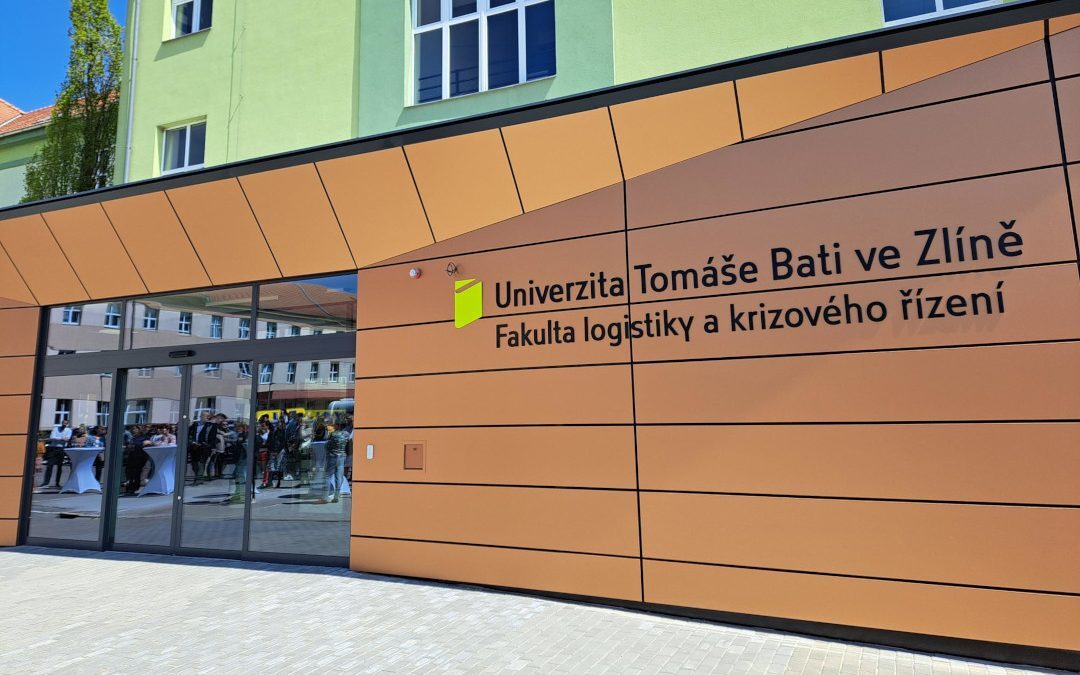 Univerzita Tomáše Bati ve Zlíně
Fakulta logistiky a krizového řízení